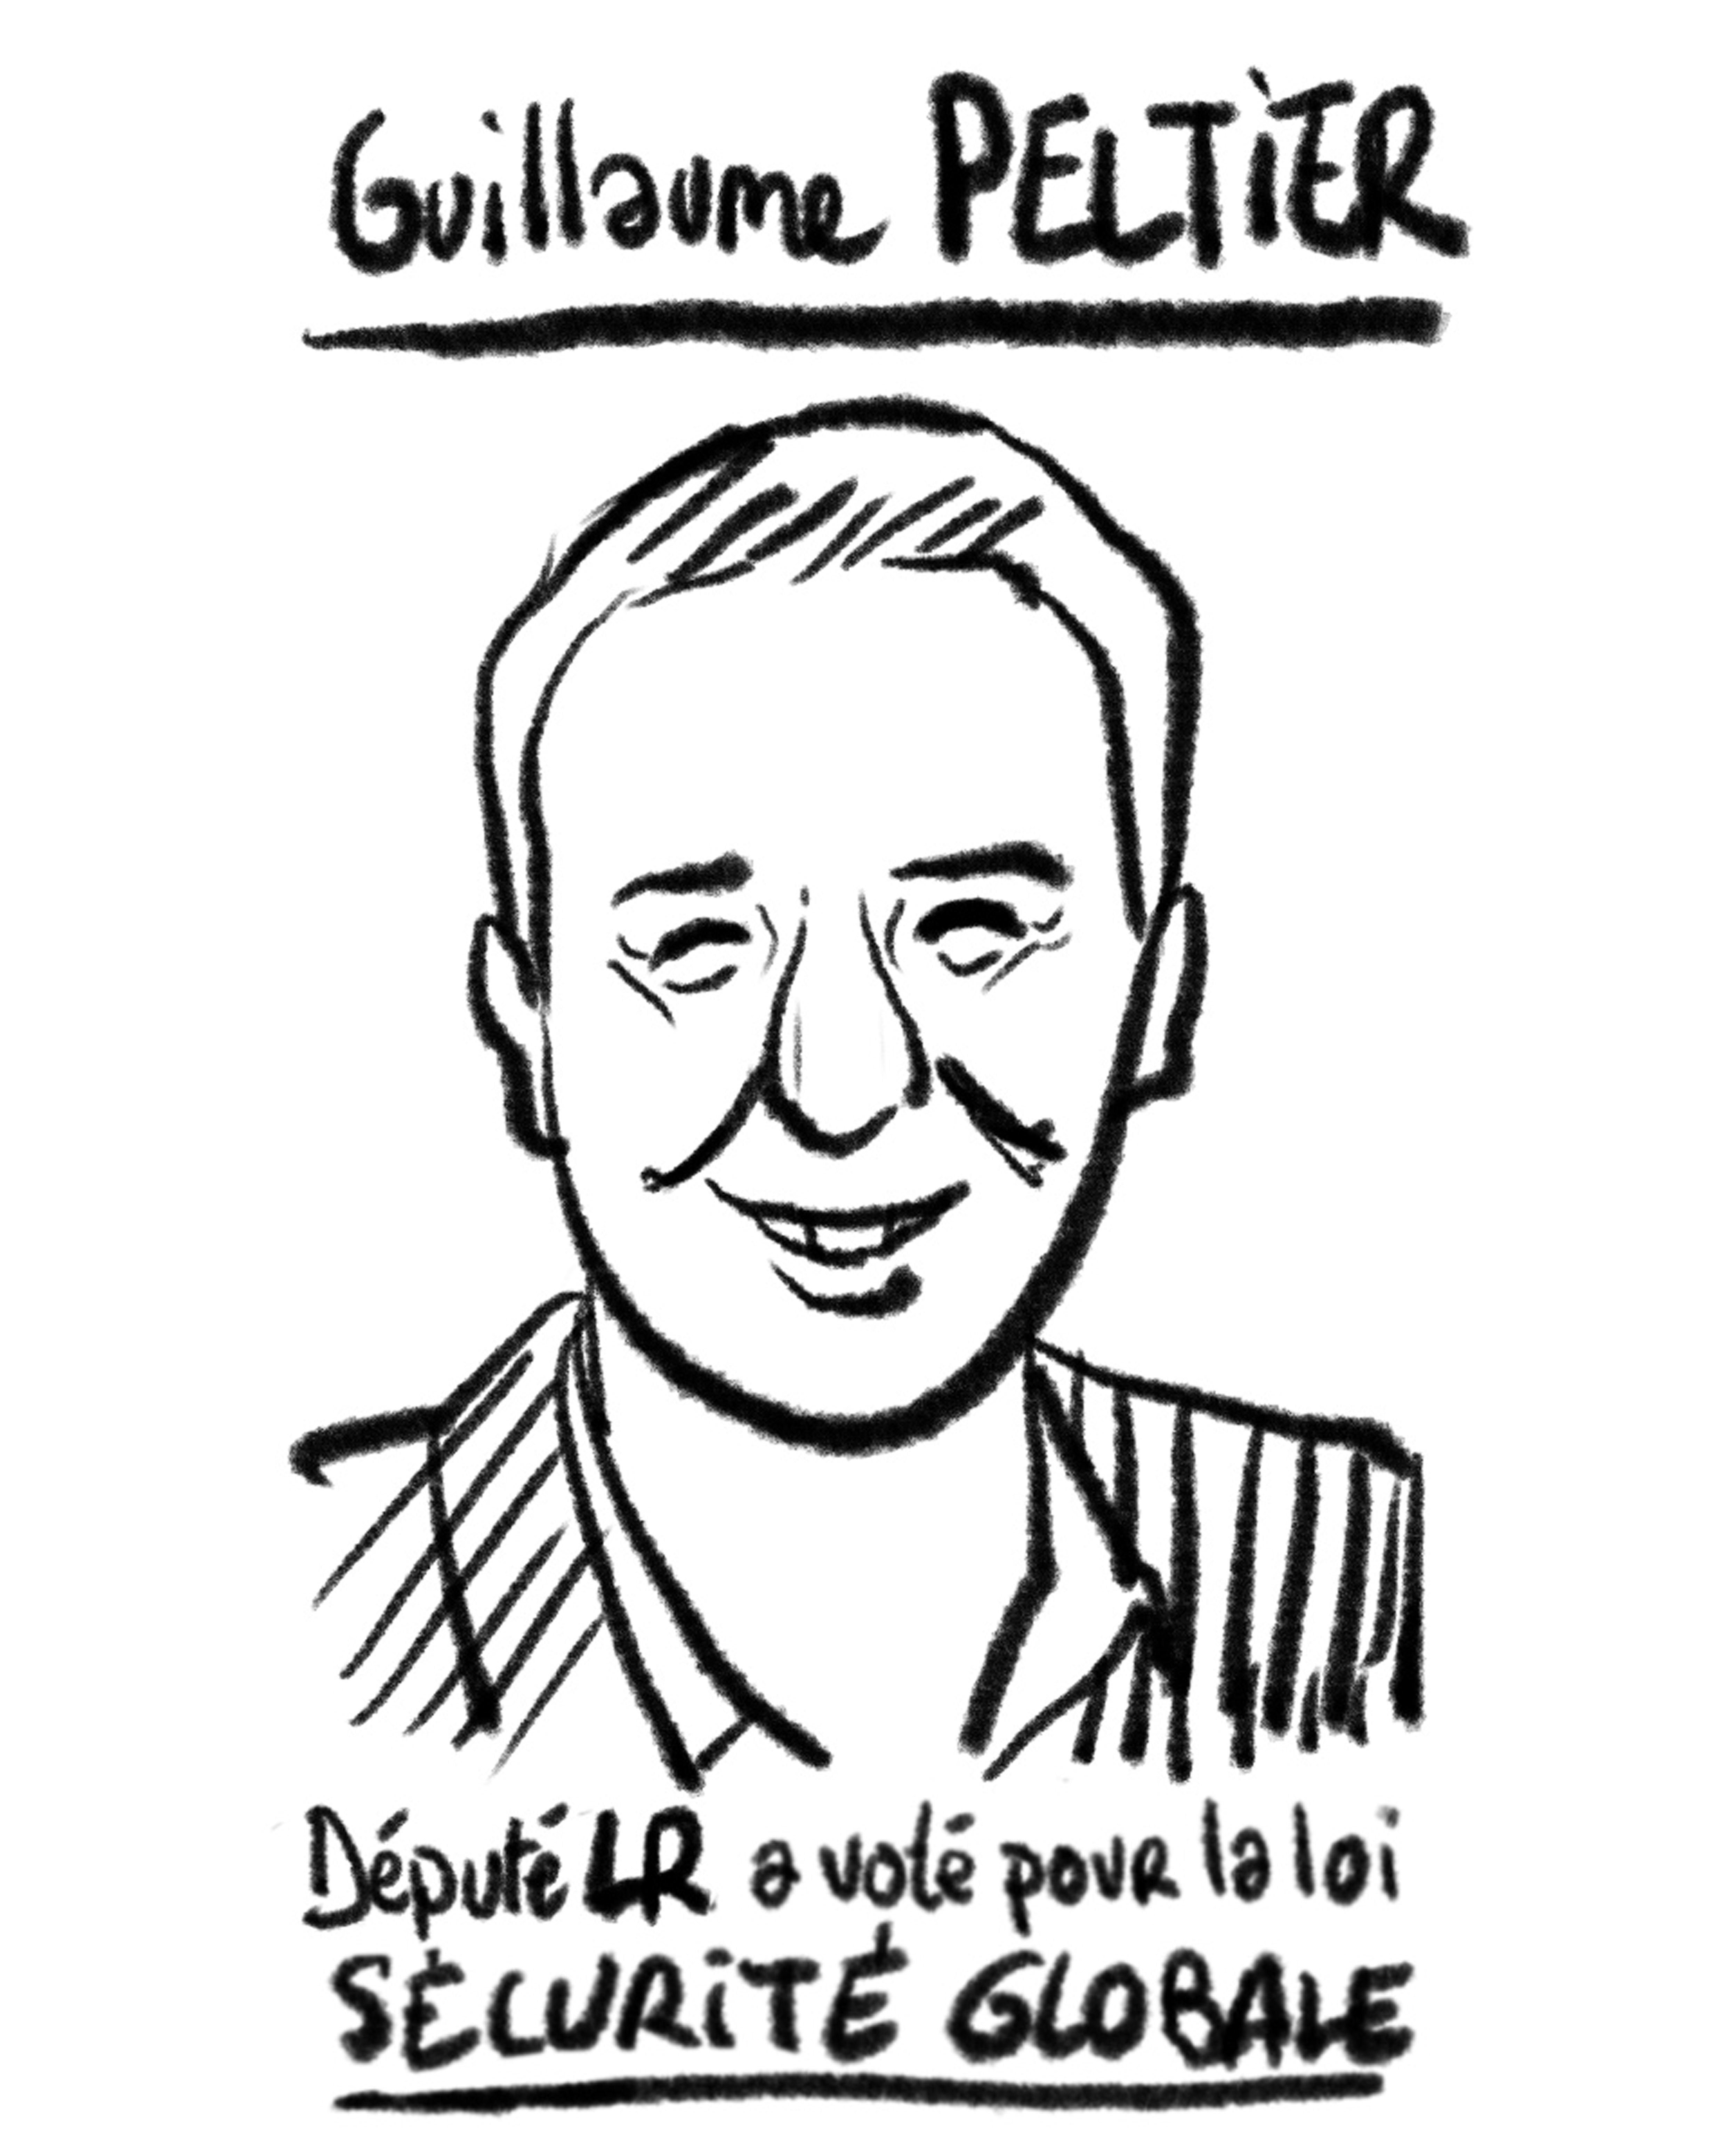 Guillaume PELTIER
Député LR a voté pour la loi
SÉCURITÉ GLOBALE